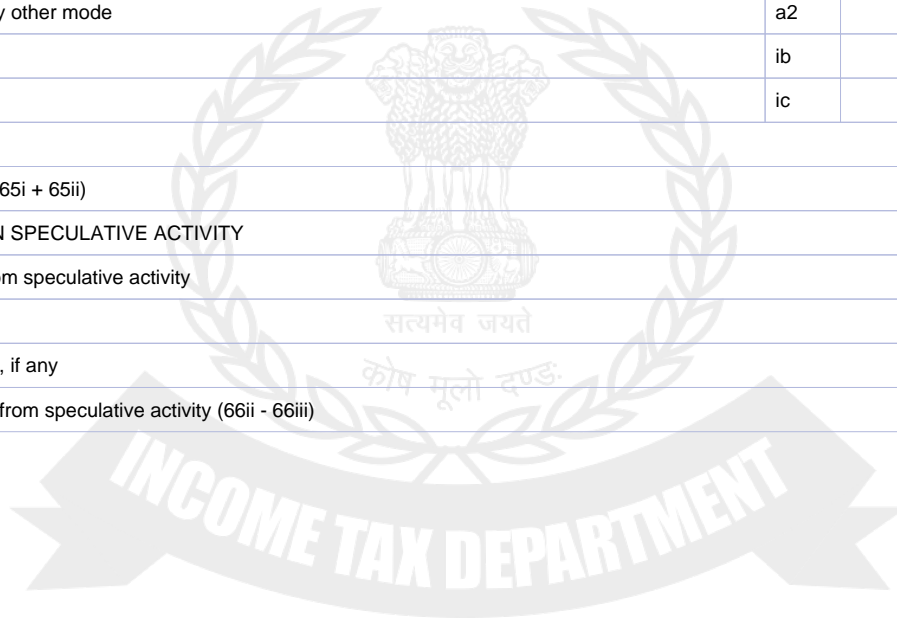 y other mode a2
ib
ic
65i + 65ii)
N SPECULATIVE ACTIVITY
om speculative activity
सत्यमेव जयते
, if any
कोष मूलो दण्ड:
from speculative activity (66ii - 66iii)
INCOME TAX DEPARTMENT